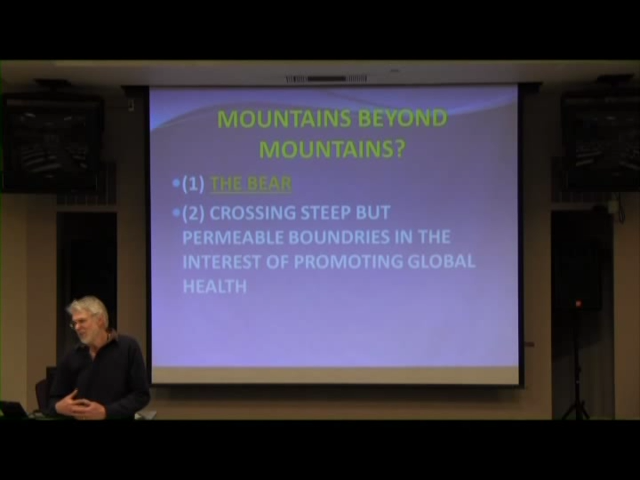 MOUNTAINS BEYOND
MOUNTAINS?
•(1) THE BEAR
•(2) CROSSING STEEP BUT
PERMEABLE BOUNDRIES IN THE
INTEREST OF PROMOTING GLOBAL
HEALTH